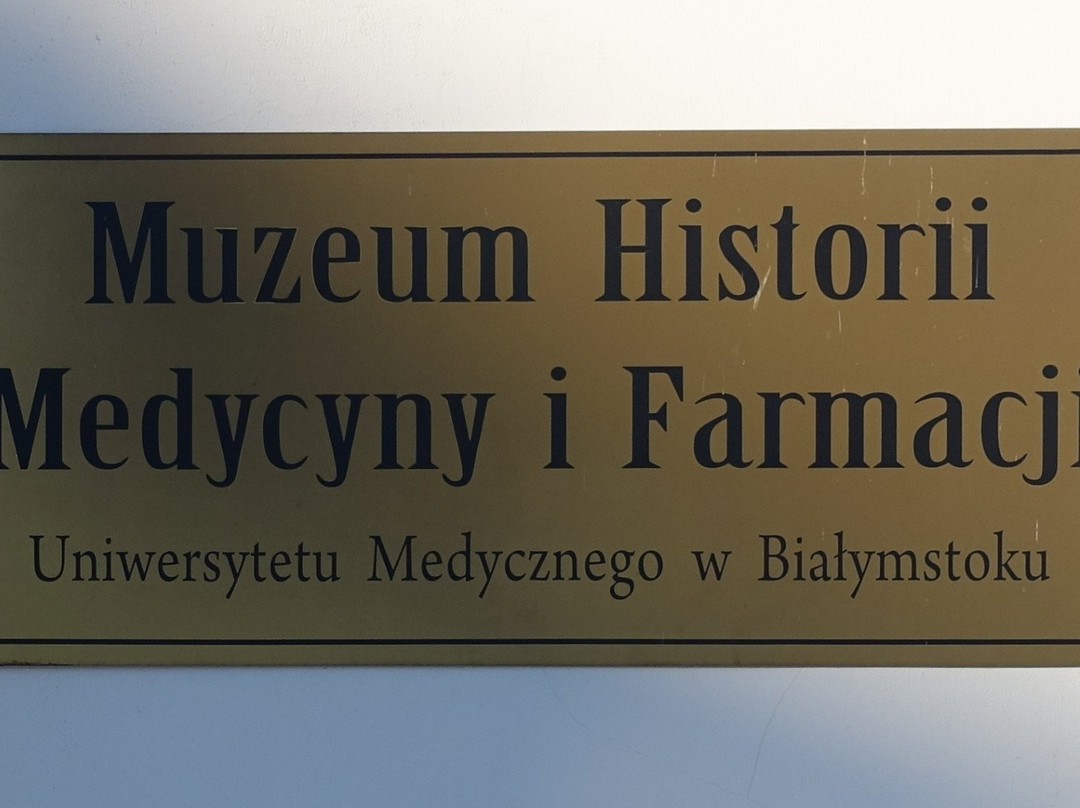 Muzeum Historii
Medycyny i Farmacji
Uniwersytetu Medycznego w Białymstoku